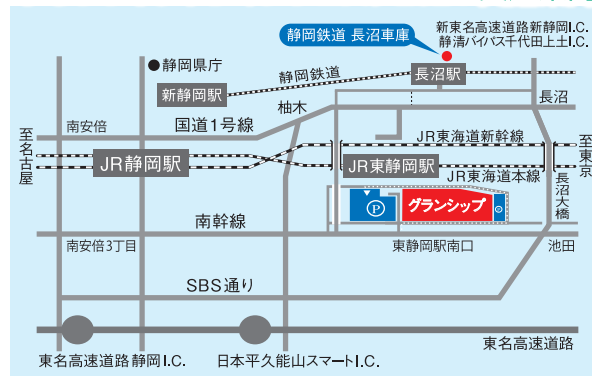 静岡鉄道 長沼車庫
新東名高速道路新静岡I.C.
静清バイパス千代田上土I.C.
静岡県庁
新静岡駅
静岡鉄道
長沼駅
柚木
長沼
南安倍
国道1号線
JR東海道新幹線
至名古屋
JR静岡駅
JR東静岡駅
JR東海道本線
至東京
長沼大橋
P
グランシップ
P
南幹線
南安倍3丁目
東静岡駅南口
池田
SBS通り
東名高速道路
東名高速道路 静岡I.C.
日本平久能山スマートI.C.